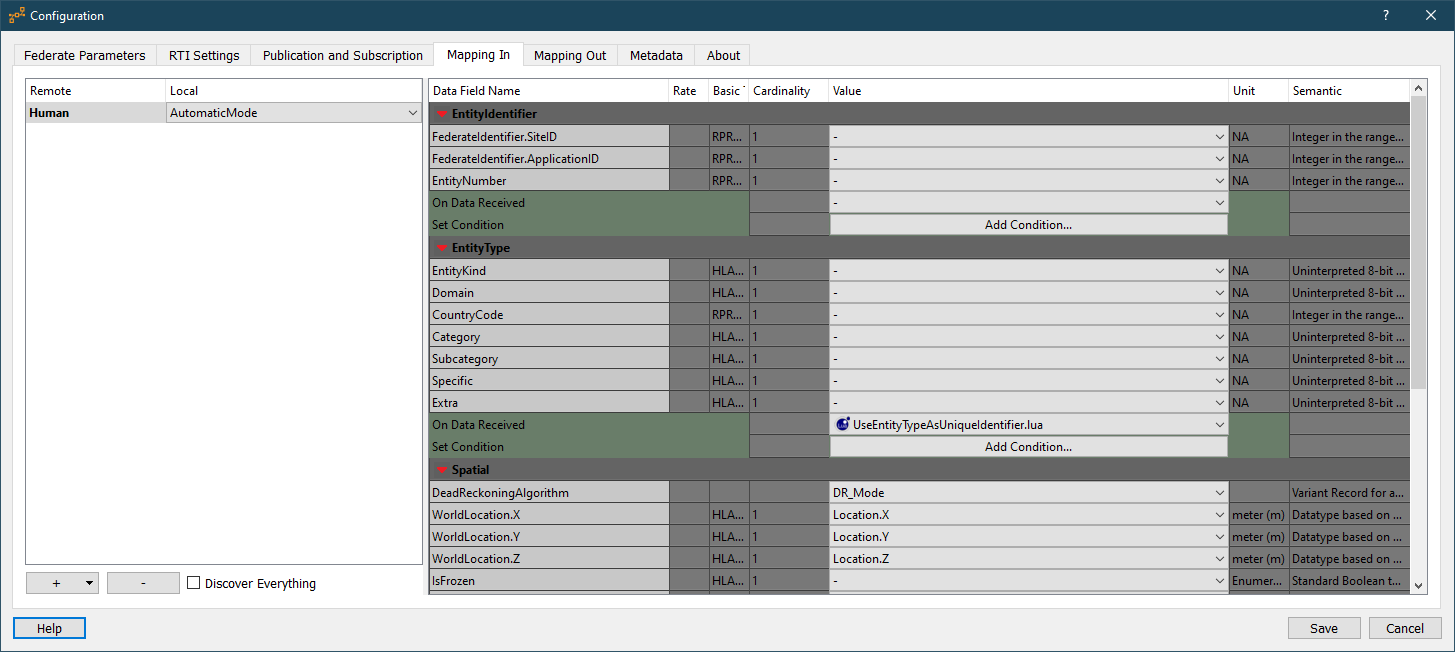 Configuration ?
Federate Parameters RTI Settings Publication and Subscription Mapping In Mapping Out Metadata About
Remote Local
Human AutomaticMode
+ - Discover Everything
Data Field Name Rate Basic Cardinality Value Unit Semantic
EntityIdentifier
FederateIdentifier.SiteID RPR... 1 - NA Integer in the range...
FederateIdentifier.ApplicationID RPR... 1 - NA Integer in the range...
EntityNumber RPR... 1 - NA Integer in the range...
On Data Received -
Set Condition Add Condition...
EntityType
EntityKind HLA... 1 - NA Uninterpreted 8-bit ...
Domain HLA... 1 - NA Uninterpreted 8-bit ...
CountryCode RPR... 1 - NA Integer in the range...
Category HLA... 1 - NA Uninterpreted 8-bit ...
Subcategory HLA... 1 - NA Uninterpreted 8-bit ...
Specific HLA... 1 - NA Uninterpreted 8-bit ...
Extra HLA... 1 - NA Uninterpreted 8-bit ...
On Data Received UseEntityTypeAsUniqueIdentifier.lua
Set Condition Add Condition...
Spatial
DeadReckoningAlgorithm DR_Mode Variant Record for a...
WorldLocation.X HLA... 1 Location.X meter (m) Datatype based on ...
WorldLocation.Y HLA... 1 Location.Y meter (m) Datatype based on ...
WorldLocation.Z HLA... 1 Location.Z meter (m) Datatype based on ...
IsFrozen HLA... 1 - Enumer... Standard Boolean t...
Help Save Cancel